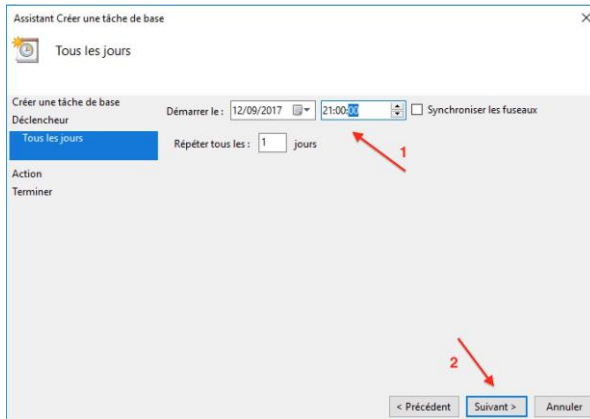 Assistant Créer une tâche de base
Tous les jours
Créer une tâche de base
Déclencheur
Tous les jours
Action
Terminer
Démarrer le : 12/09/2017 21:00:00 Synchroniser les fuseaux
Répéter tous les : 1 jours
1
2
< Précédent Suivant > Annuler